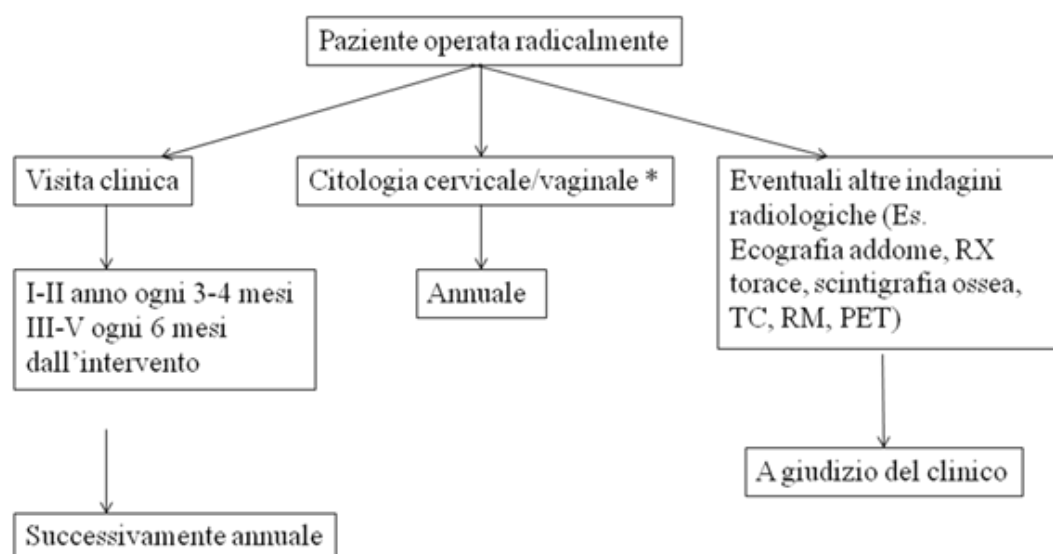 Paziente operata radicalmente
Visita clinica
Citologia cervicale/vaginale *
Eventuali altre indagini
radiologiche (Es.
Ecografia addome, RX
torace, scintigrafia ossea,
TC, RM, PET)
I-II anno ogni 3-4 mesi
III-V ogni 6 mesi
dall’intervento
Annuale
A giudizio del clinico
Successivamente annuale